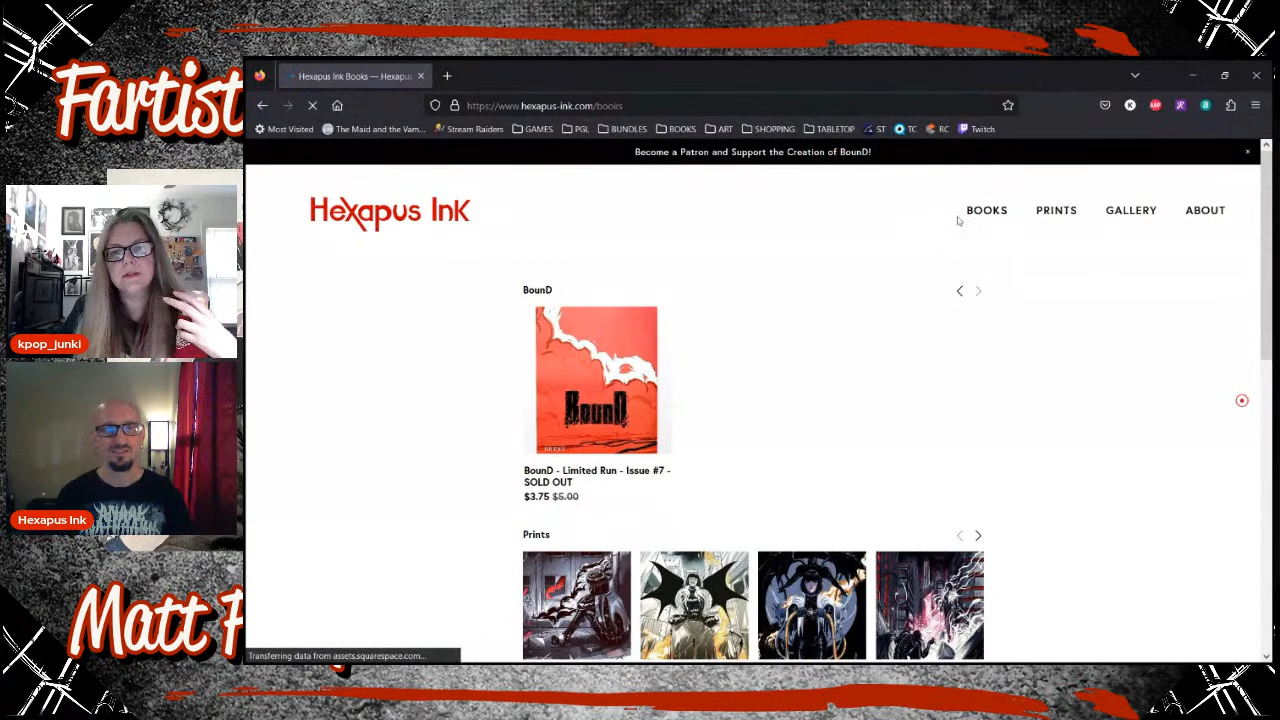 Fartist
Hexapus Ink Books — Hexapus
https://www.hexapus-ink.com/books
Most Visited
The Maid and the Vam...
Stream Raiders
GAMES
PGL
BUNDLES
BOOKS
ART
SHOPPING
TABLETOP
ST
TC
RC
Twitch
Become a Patron and Support the Creation of BounD!
Hexapus Ink
BOOKS
PRINTS
GALLERY
ABOUT
BounD
BounD
BounD - Limited Run - Issue #7 -
SOLD OUT
$3.75 $5.00
Prints
kpop_junki
Hexapus Ink
Matt
Transferring data from assets.squarespace.com...